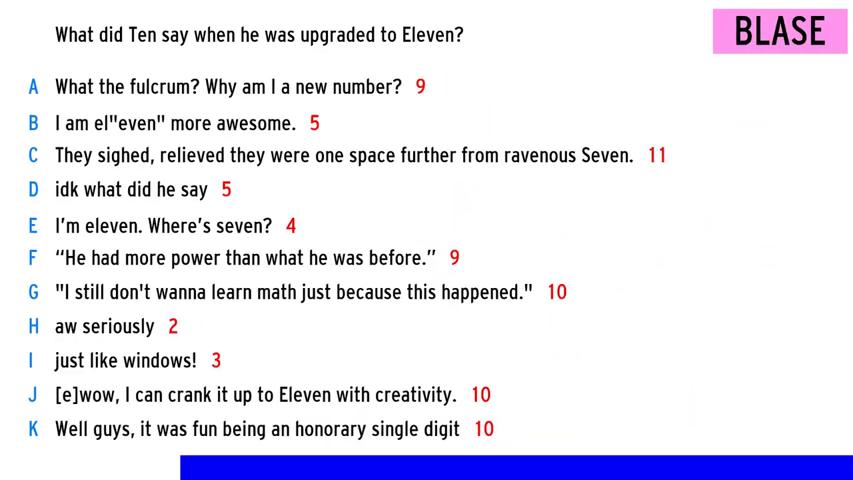 What did Ten say when he was upgraded to Eleven?
BLASE
A What the fulcrum? Why am I a new number? 9
B I am el"even" more awesome. 5
C They sighed, relieved they were one space further from ravenous Seven. 11
D idk what did he say 5
E I'm eleven. Where's seven? 4
F “He had more power than what he was before.” 9
G "I still don't wanna learn math just because this happened." 10
H aw seriously 2
I just like windows! 3
J [e]wow, I can crank it up to Eleven with creativity. 10
K Well guys, it was fun being an honorary single digit 10